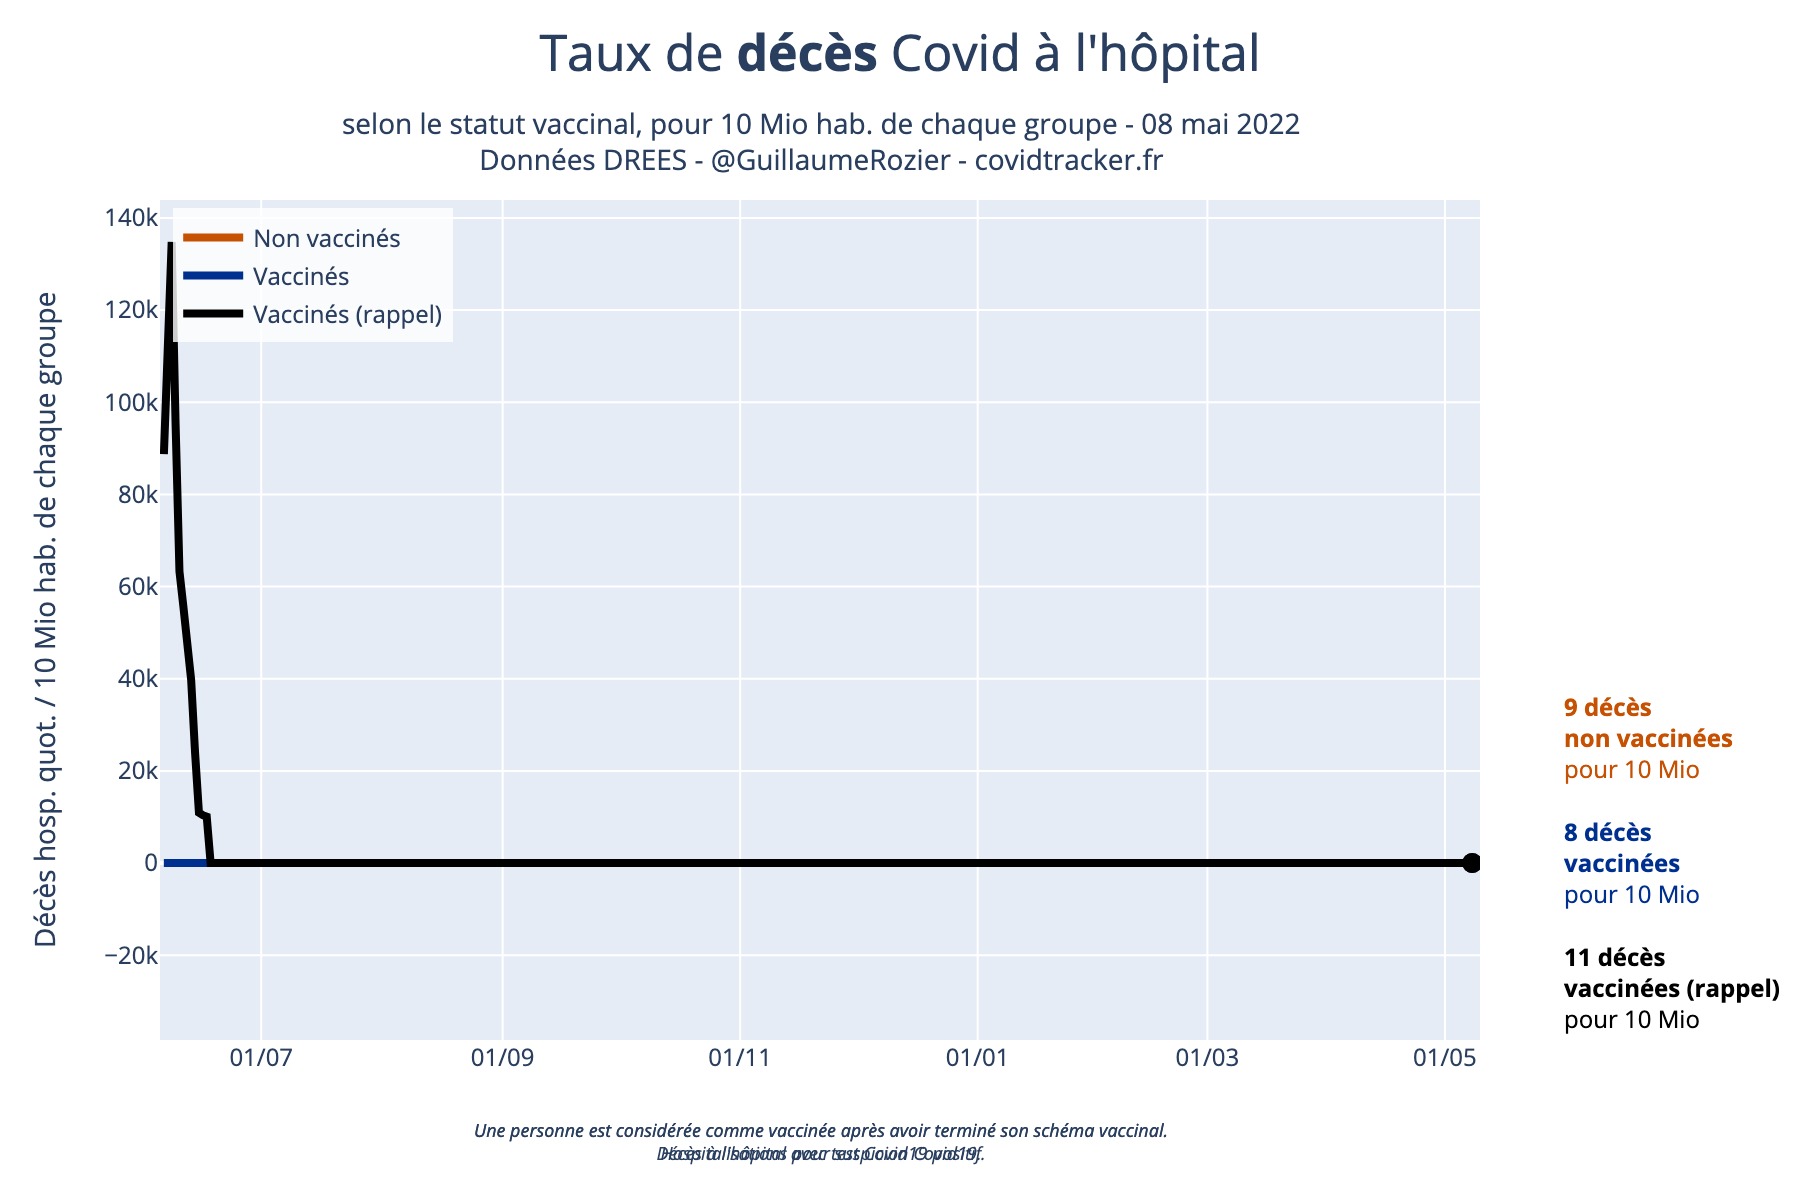 Taux de décès Covid à l'hôpital
selon le statut vaccinal, pour 10 Mio hab. de chaque groupe - 08 mai 2022
Données DREES - @GuillaumeRozier - covidtracker.fr
Décès hosp. quot. / 10 Mio hab. de chaque groupe
140k
120k
100k
80k
60k
40k
20k
0
−20k
Non vaccinés
Vaccinés
Vaccinés (rappel)
01/07
01/09
01/11
01/01
01/03
01/05
9 décès
non vaccinées
pour 10 Mio
8 décès
vaccinées
pour 10 Mio
11 décès
vaccinées (rappel)
pour 10 Mio
Une personne est considérée comme vaccinée après avoir terminé son schéma vaccinal.